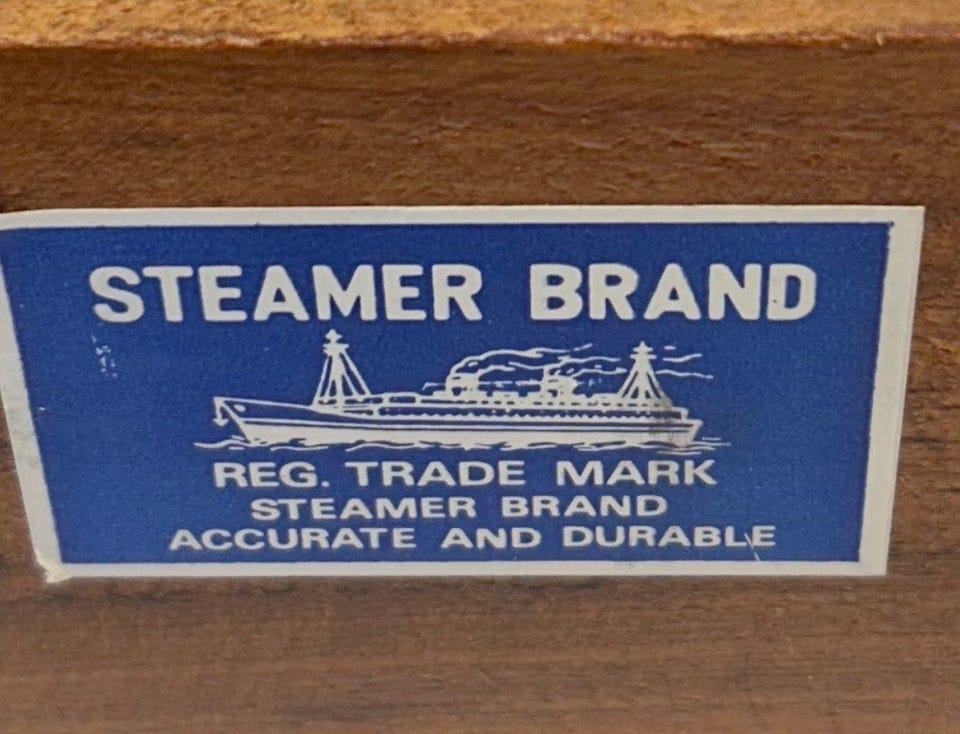 STEAMER BRAND
REG. TRADE MARK
STEAMER BRAND
ACCURATE AND DURABLE